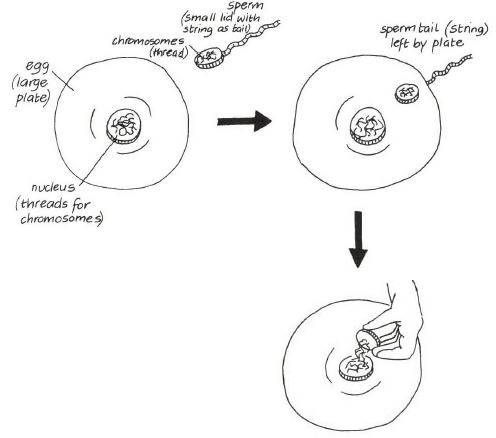 sperm
(small lid with
string as tail)
chromosomes
(thread)
egg
(large
plate)
nucleus
(threads for
chromosomes)
sperm tail (string)
left by plate